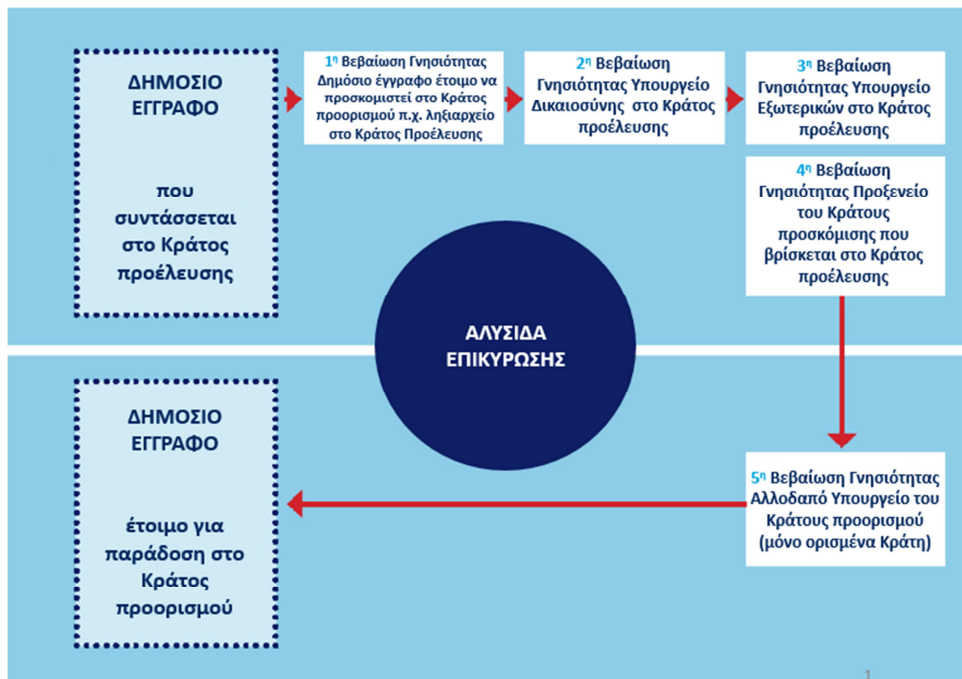 ΔΗΜΟΣΙΟ
ΕΓΓΡΑΦΟ
που
συντάσσεται
στο Κράτος
προέλευσης
1η Βεβαίωση Γνησιότητας
Δημόσιο έγγραφο έτοιμο να
προσκομιστεί στο Κράτος
προορισμού π.χ. ληξιαρχείο
στο Κράτος Προέλευσης
2η Βεβαίωση
Γνησιότητας Υπουργείο
Δικαιοσύνης στο Κράτος
προέλευσης
3η Βεβαίωση
Γνησιότητας Υπουργείο
Εξωτερικών στο Κράτος
προέλευσης
4η Βεβαίωση
Γνησιότητας Προξενείο
του Κράτους
προσκόμισης που
βρίσκεται στο Κράτος
προέλευσης
ΑΛΥΣΙΔΑ
ΕΠΙΚΥΡΩΣΗΣ
5η Βεβαίωση Γνησιότητας
Αλλοδαπό Υπουργείο του
Κράτους προορισμού
(μόνο ορισμένα Κράτη)
ΔΗΜΟΣΙΟ
ΕΓΓΡΑΦΟ
έτοιμο για
παράδοση στο
Κράτος
προορισμού
1